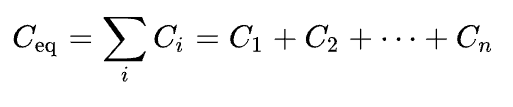 C_eq = ∑_i C_i = C_1 + C_2 + ⋯ + C_n